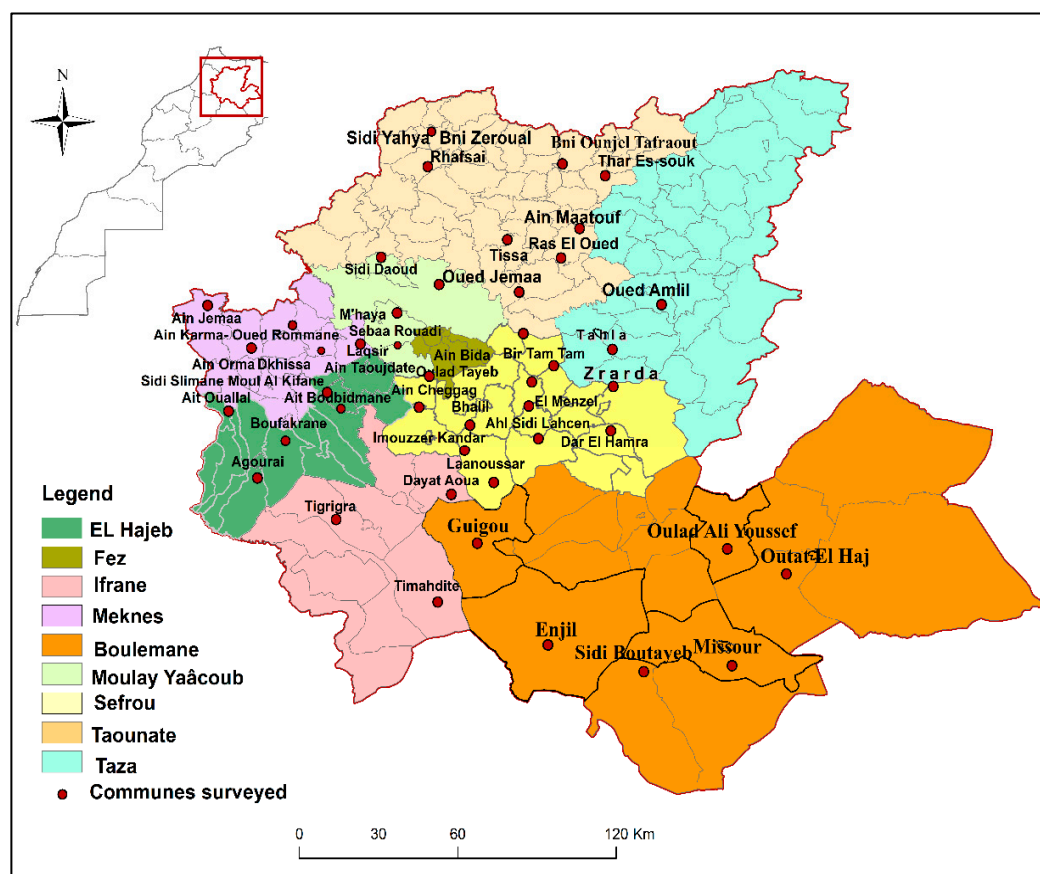 N
Sidi Yahya Bni Zeroual
Bni Ounjel Tafraout
Rhafsai
Thar Es-souk
Ain Maatouf
Tissa
Ras El Oued
Sidi Daoud
Oued Jemaa
Oued Amlil
Ain Jemaa
M'haya
Ain Karma- Oued Rommane
Sebaa Rouadi
Tahla
Laqsir
Ain Bida
Bir Tam Tam
Ain Orma Dkhissa
Ain Taoujdate
Oulad Tayeb
Zrarda
Sidi Slimane Moul Al Kifane
Ain Cheggag
El Menzel
Ait Ouallal
Ait Boubidmane
Bhalil
Boufakrane
Imouzzer Kandar
Ahl Sidi Lahcen
Dar El Hamra
Agourai
Laanoussar
Dayat Aoua
Tigrigra
Guigou
Oulad Ali Youssef
Outat-El Haj
Timahdite
Enjil
Sidi Boutayeb
Missour
Legend
EL Hajeb
Fez
Ifrane
Meknes
Boulemane
Moulay Yaâcoub
Sefrou
Taounate
Taza
Communes surveyed
0 30 60 120 Km